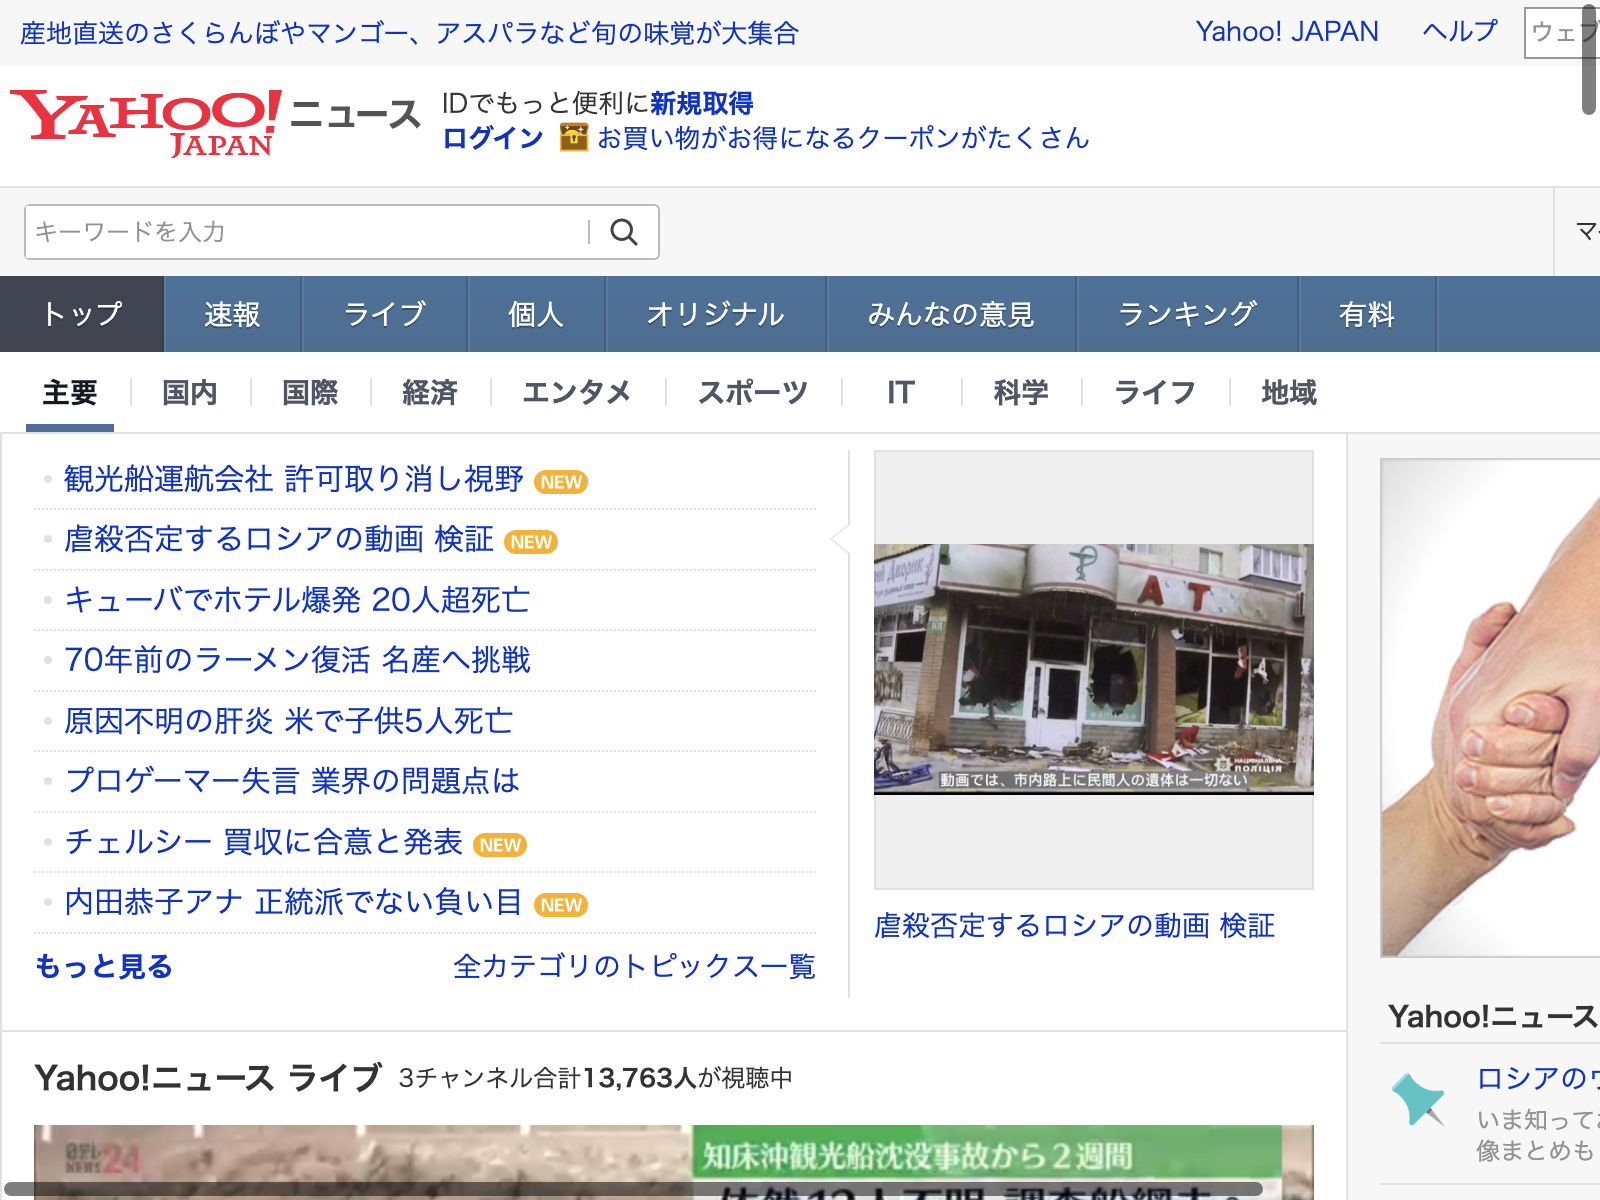 産地直送のさくらんぼやマンゴー、アスパラなど旬の味覚が大集合
Yahoo! JAPAN ヘルプ
ウェブ
YAHOO! JAPAN ニュース
IDでもっと便利に新規取得
ログイン お買い物がお得になるクーポンがたくさん
キーワードを入力
マイ
トップ 速報 ライブ 個人 オリジナル みんなの意見 ランキング 有料
主要 国内 国際 経済 エンタメ スポーツ IT 科学 ライフ 地域
観光船運航会社 許可取り消し視野 NEW
虐殺否定するロシアの動画 検証 NEW
キューバでホテル爆発 20人超死亡
70年前のラーメン復活 名産へ挑戦
原因不明の肝炎 米で子供5人死亡
プロゲーマー失言 業界の問題点は
チェルシー 買収に合意と発表 NEW
内田恭子アナ 正統派でない負い目 NEW
もっと見る 全カテゴリのトピックス一覧
АТ
НАЦІОНАЛЬНА
ПОЛІЦІЯ
動画では、市内路上に民間人の遺体は一切ない
虐殺否定するロシアの動画 検証
Yahoo!ニュース ライブ 3チャンネル合計13,763人が視聴中
日テレ NEWS 24
知床沖観光船沈没事故から2週間
Yahoo!ニュース
ロシアのウ
いま知ってお
像まとめも